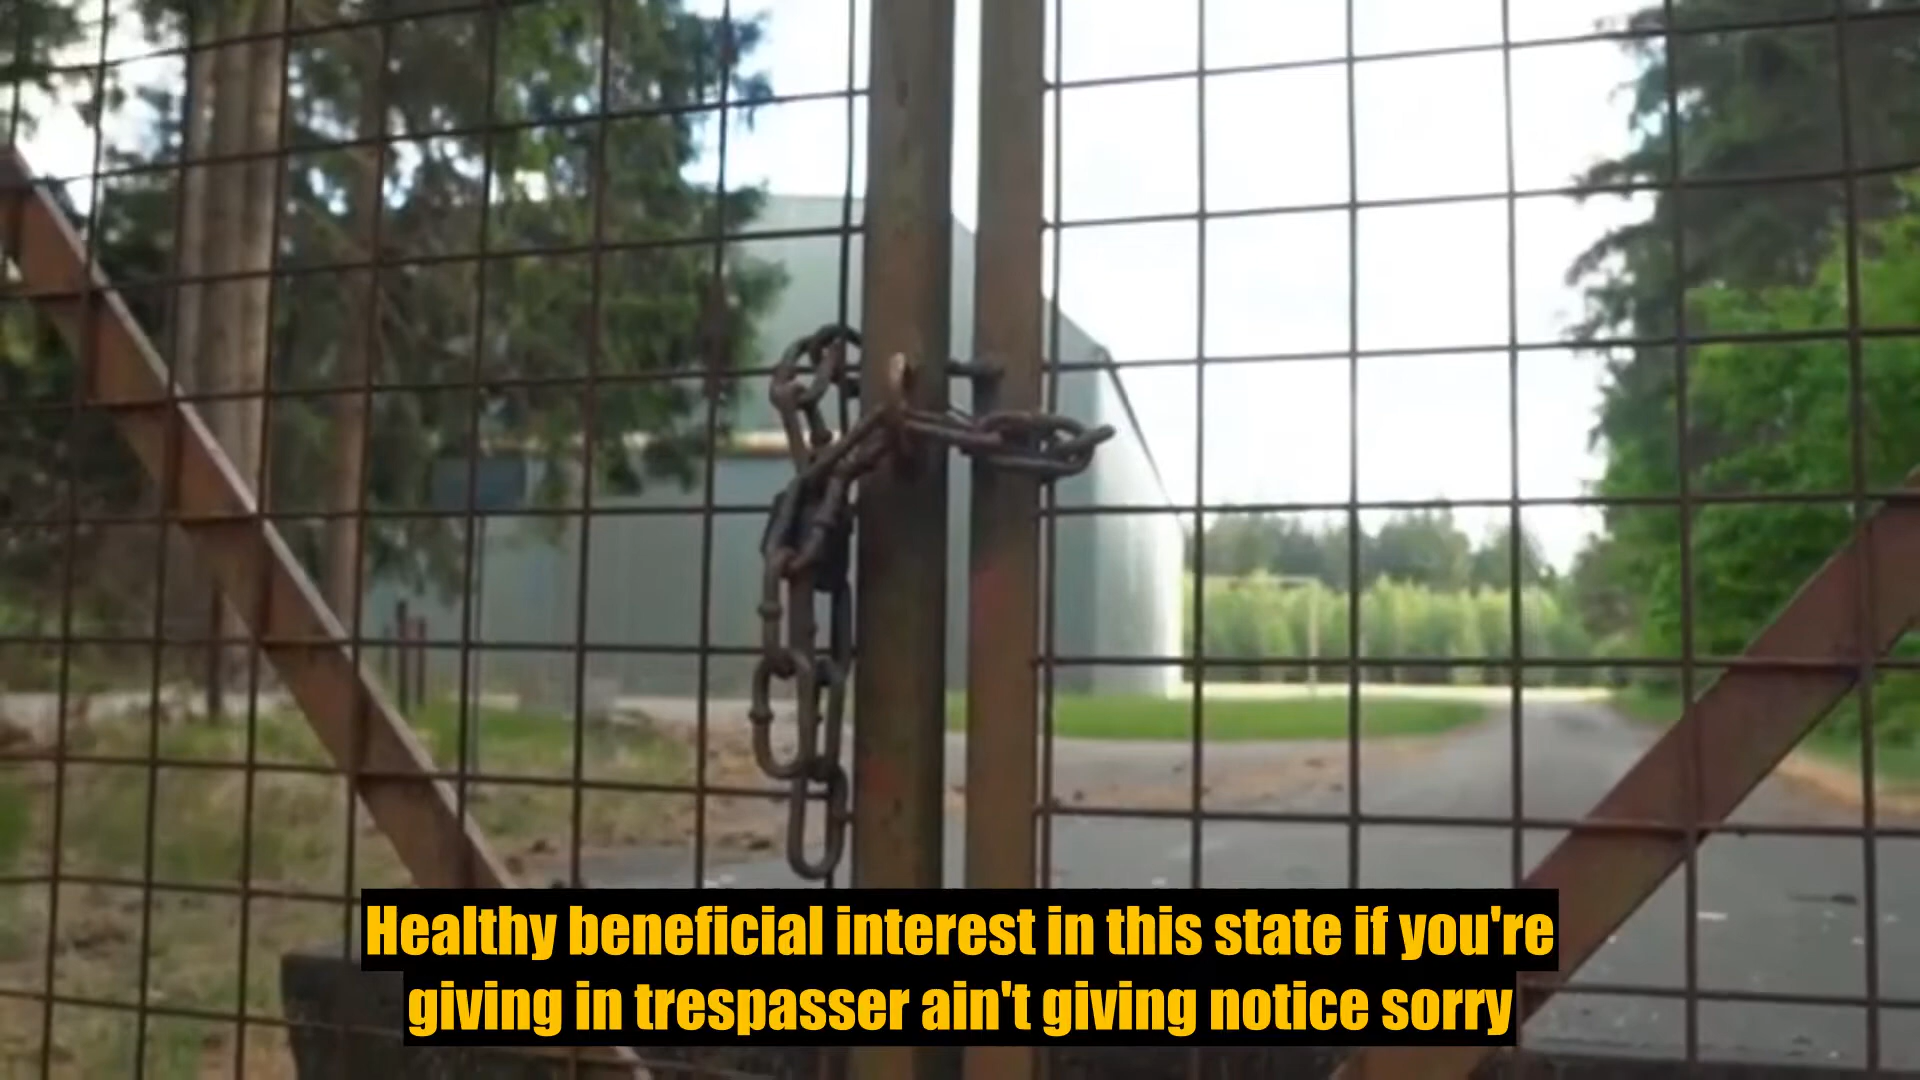 Healthy beneficial interest in this state if you're
giving in trespasser ain't giving notice sorry